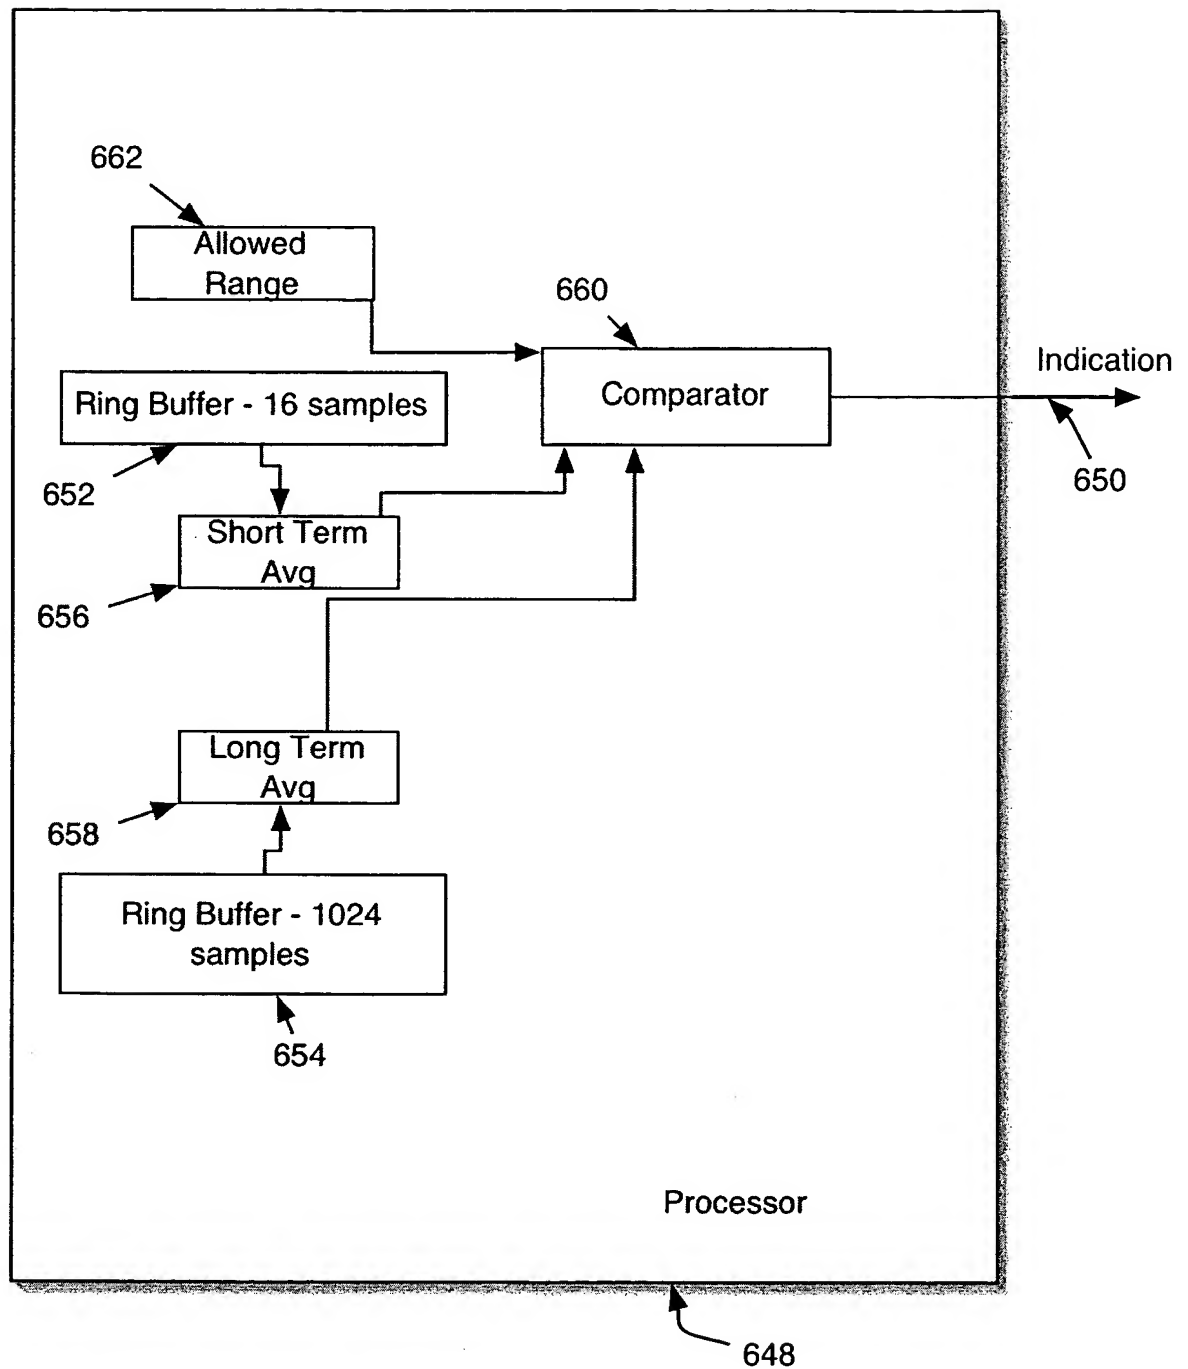 662
Allowed
Range
660
Indication
Comparator
Ring Buffer - 16 samples
652
650
Short Term
Avg
656
Long Term
Avg
658
Ring Buffer - 1024
samples
654
Processor
648